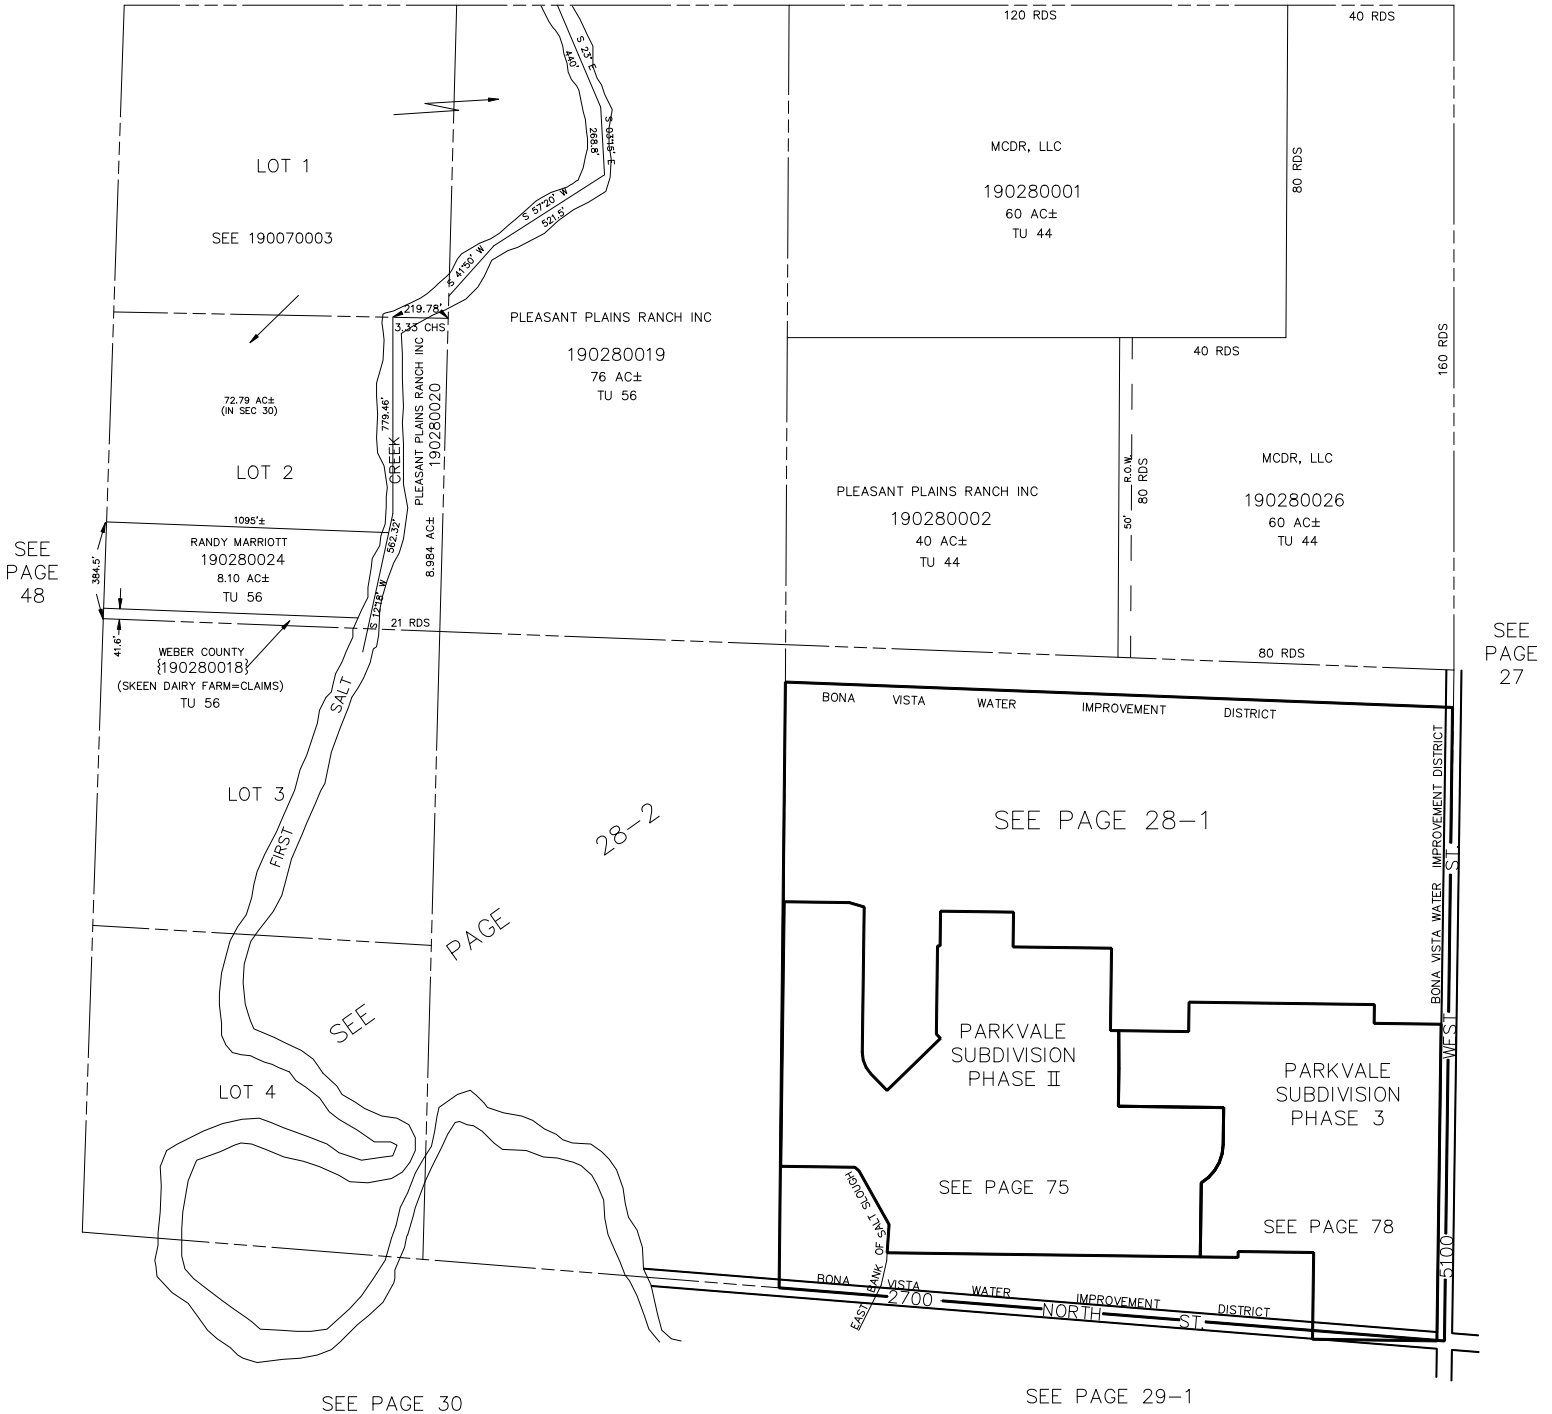 120 RDS
40 RDS
S 23° E
440'
LOT 1
SEE 190070003
268.8'
S 03°15' E
S 57°20' W
521.5'
S 41°50' W
MCDR, LLC
190280001
60 AC±
TU 44
80 RDS
219.78'
3.33 CHS
PLEASANT PLAINS RANCH INC
190280019
76 AC±
TU 56
40 RDS
160 RDS
72.79 AC±
(IN SEC 30)
LOT 2
779.46'
CREEK
PLEASANT PLAINS RANCH INC
190280020
8.984 AC±
PLEASANT PLAINS RANCH INC
190280002
40 AC±
TU 44
50' R.O.W.
80 RDS
MCDR, LLC
190280026
60 AC±
TU 44
SEE
PAGE
48
1095'±
384.5'
RANDY MARRIOTT
190280024
8.10 AC±
TU 56
562.32'
S 12°18' W
21 RDS
41.6'
WEBER COUNTY
{190280018}
(SKEEN DAIRY FARM=CLAIMS)
TU 56
80 RDS
SEE
PAGE
27
BONA VISTA WATER IMPROVEMENT DISTRICT
FIRST SALT
LOT 3
SEE PAGE 28-2
SEE PAGE 28-1
BONA VISTA WATER IMPROVEMENT DISTRICT
5100 WEST ST.
PARKVALE
SUBDIVISION
PHASE II
PARKVALE
SUBDIVISION
PHASE 3
LOT 4
SEE PAGE 75
SEE PAGE 78
EAST BANK OF SALT SLOUGH
BONA VISTA WATER IMPROVEMENT DISTRICT
2700 NORTH ST.
SEE PAGE 30
SEE PAGE 29-1